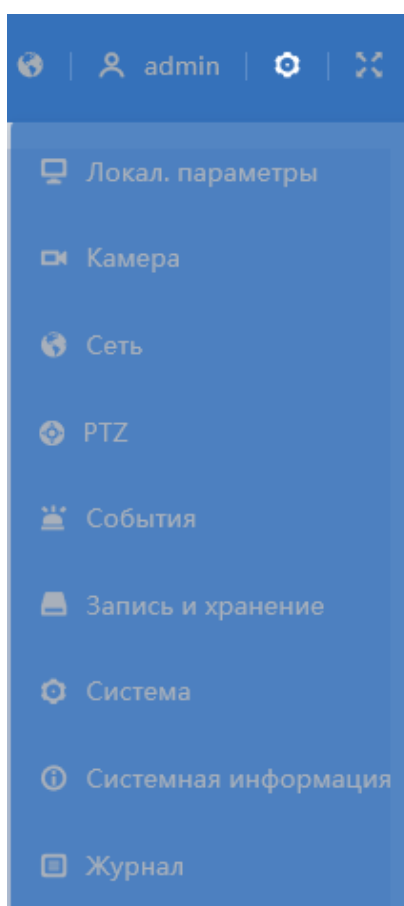 admin
Локал. параметры
Камера
Сеть
PTZ
События
Запись и хранение
Система
Системная информация
Журнал